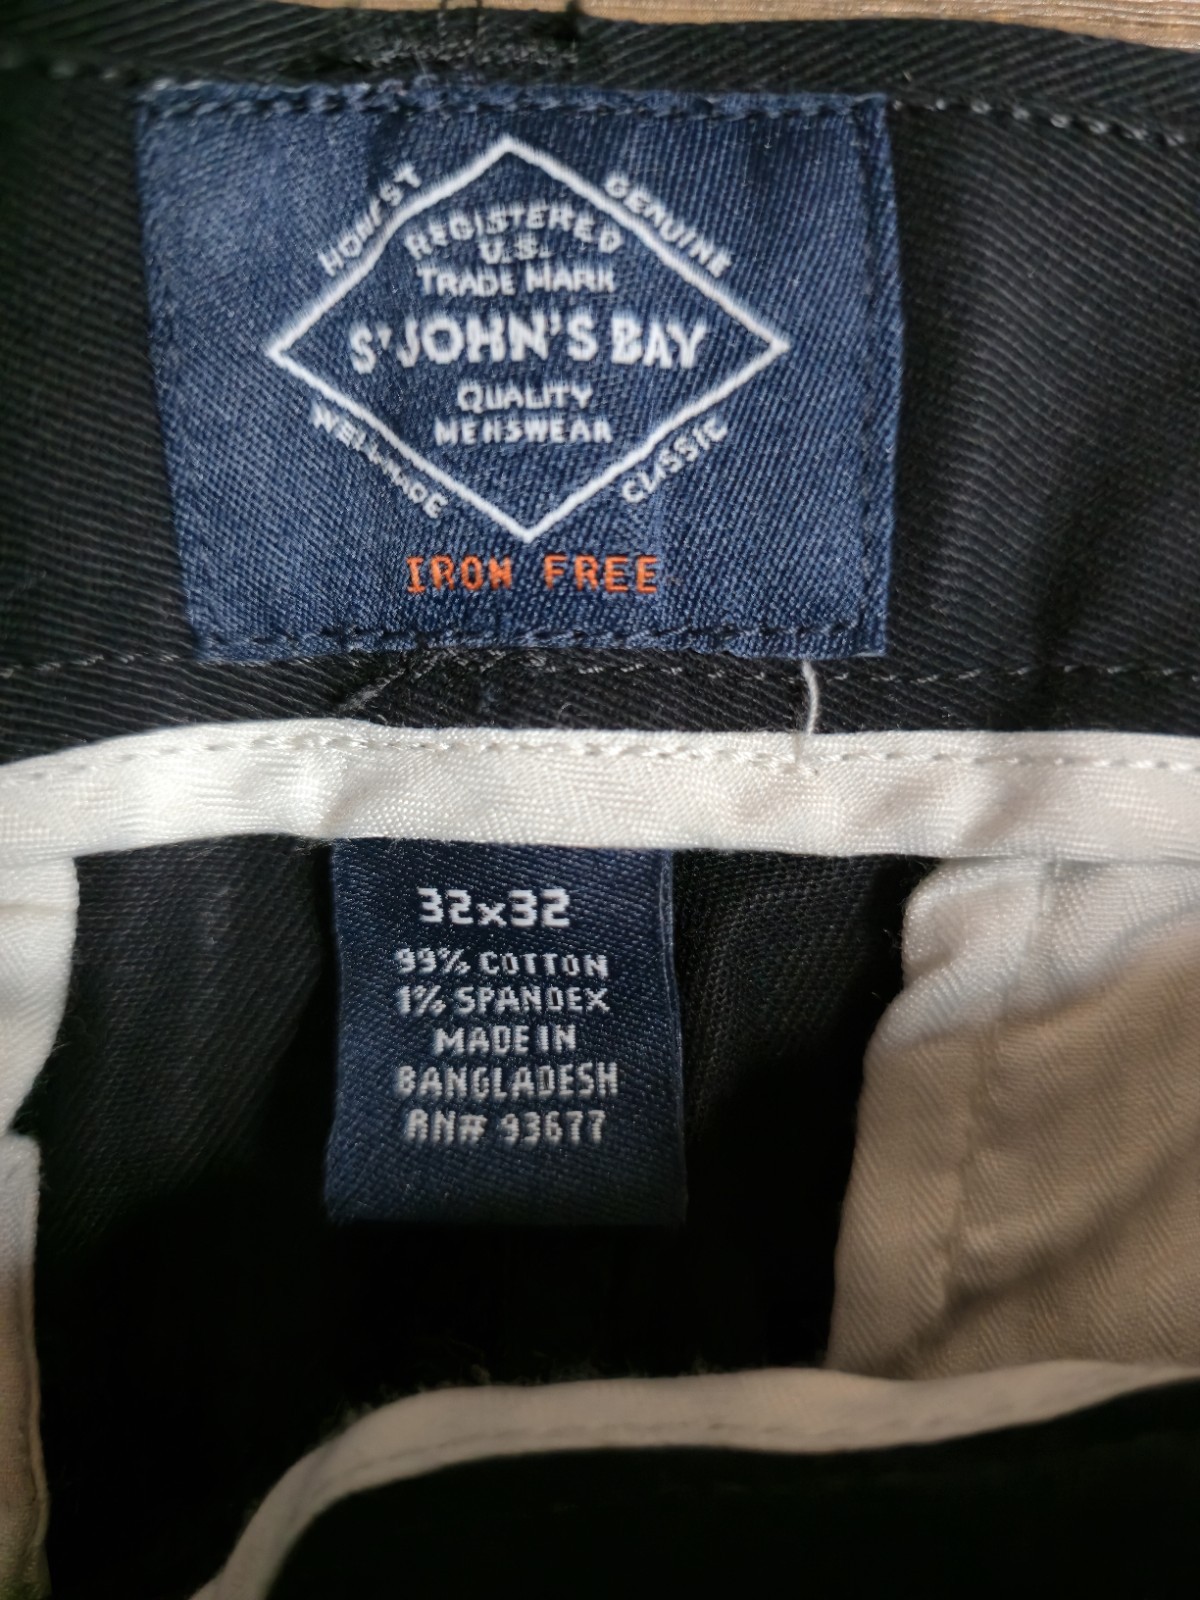 HONEST
GENUINE
REGISTERED
U.S.
TRADE MARK
ST JOHN'S BAY
QUALITY
MENSWEAR
WELLMADE
CLASSIC
IRON FREE
32x32
99% COTTON
1% SPANDEX
MADE IN
BANGLADESH
RN# 93677